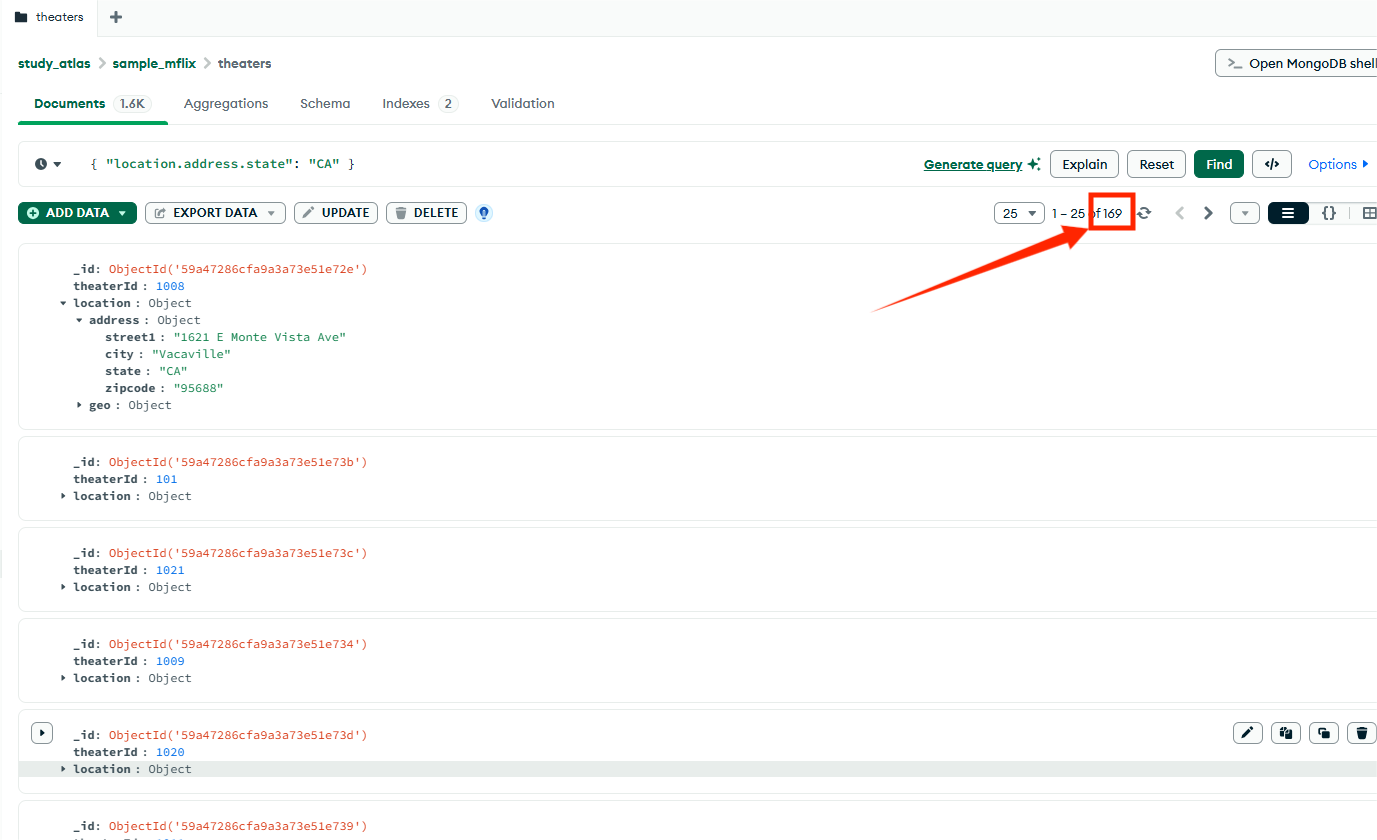 theaters
study_atlas > sample_mflix > theaters
>_ Open MongoDB shell
Documents 1.6K Aggregations Schema Indexes 2 Validation
{ "location.address.state": "CA" }
Generate query Explain Reset Find </> Options
ADD DATA EXPORT DATA UPDATE DELETE 25 1 – 25 of 169 {}
_id: ObjectId('59a47286cfa9a3a73e51e72e')
theaterId : 1008
location : Object
address : Object
street1 : "1621 E Monte Vista Ave"
city : "Vacaville"
state : "CA"
zipcode : "95688"
geo : Object
_id: ObjectId('59a47286cfa9a3a73e51e73b')
theaterId : 101
location : Object
_id: ObjectId('59a47286cfa9a3a73e51e73c')
theaterId : 1021
location : Object
_id: ObjectId('59a47286cfa9a3a73e51e734')
theaterId : 1009
location : Object
_id: ObjectId('59a47286cfa9a3a73e51e73d')
theaterId : 1020
location : Object
_id: ObjectId('59a47286cfa9a3a73e51e739')